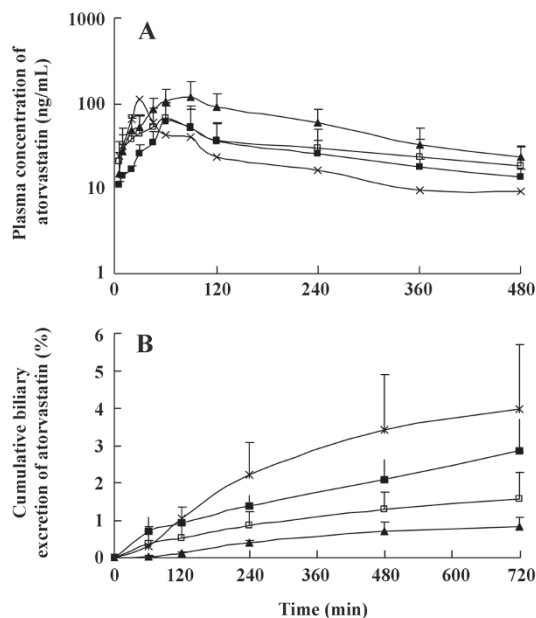 A
Plasma concentration of
atorvastatin (ng/mL)
1000
100
10
1
0 120 240 360 480
B
Cumulative biliary
excretion of atorvastatin (%)
6
5
4
3
2
1
0
0 120 240 360 480 600 720
Time (min)